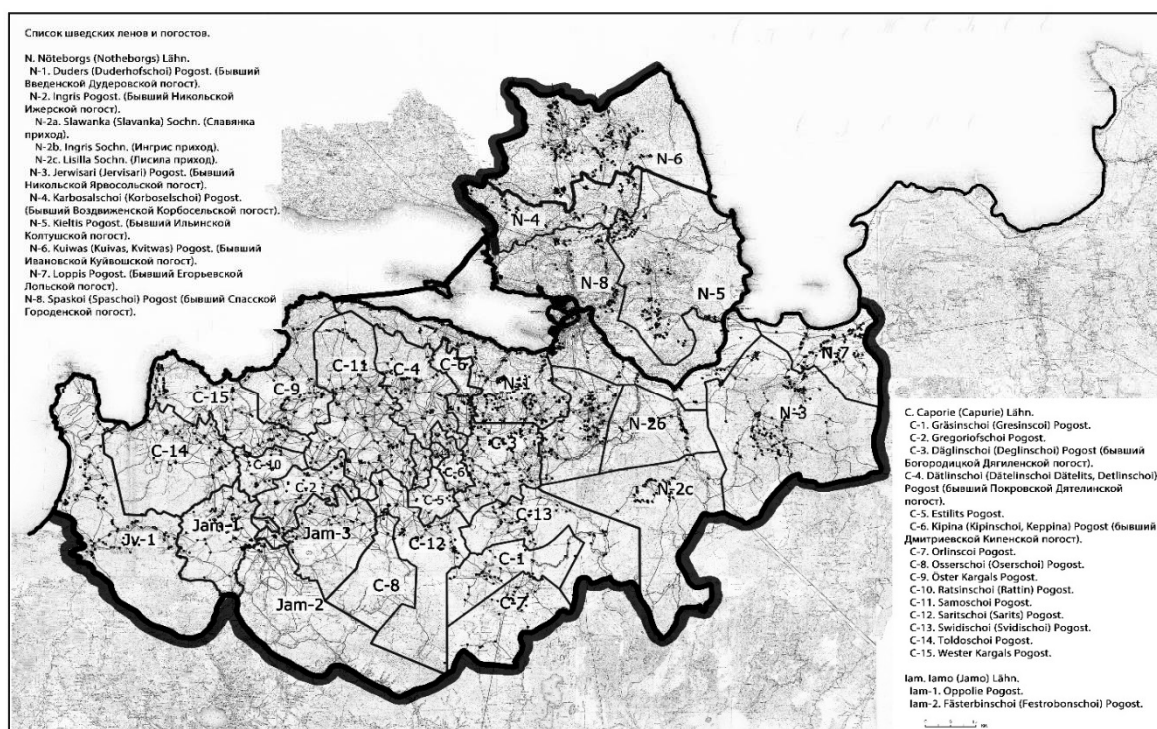 Список шведских ленов и погостов.
N. Nöteborgs (Notheborgs) Lähn.
N-1. Duders (Duderhofschoi) Pogost. (Бывший
Введенской Дудеровской погост).
N-2. Ingris Pogost. (Бывший Никольской
Ижерской погост).
N-2a. Slawanka (Slavanka) Sochn. (Славянка
приход).
N-2b. Ingris Sochn. (Ингрис приход).
N-2c. Lisilla Sochn. (Лисила приход).
N-3. Jerwisari (Jervisari) Pogost. (Бывший
Никольской Ярвосольской погост).
N-4. Karbosalschoi (Korboselschoi) Pogost.
(Бывший Воздвиженской Корбосельской погост).
N-5. Kieltis Pogost. (Бывший Ильинской
Колтушской погост).
N-6. Kuiwas (Kuivas, Kvitwas) Pogost. (Бывший
Ивановской Куйвошской погост).
N-7. Loppis Pogost. (Бывший Егорьевской
Лопьской погост).
N-8. Spaskoi (Spaschoi) Pogost (бывший Спасской
Городенской погост).
N-6
N-4
N-8
N-5
N-7
N-3
N-1
N-2b
N-2c
C-11
C-4
C-6
C-9
C-15
C-14
C-10
C-2
C-3
C-6
C-5
C-13
C-12
C-1
C-7
C-8
Jv-1
Jam-1
Jam-3
Jam-2
C. Caporie (Capurie) Lähn.
C-1. Gräsinschoi (Gresinscoi) Pogost.
C-2. Gregoriofschoi Pogost.
C-3. Däglinschoi (Deglinschoi) Pogost (бывший
Богородицкой Дягиленской погост).
C-4. Dätlinschoi (Dätelinschoi Dätelits, Detlinschoi)
Pogost (бывший Покровской Дятелинской
погост).
C-5. Estilits Pogost.
C-6. Kipina (Kipinschoi, Keppina) Pogost (бывший
Дмитриевской Кипенской погост).
C-7. Orlinscoi Pogost.
C-8. Osserschoi (Oserschoi) Pogost.
C-9. Öster Kargals Pogost.
C-10. Ratsinschoi (Rattin) Pogost.
C-11. Samoschoi Pogost.
C-12. Saritschoi (Sarits) Pogost.
C-13. Swidischoi (Svidischoi) Pogost.
C-14. Toldoschoi Pogost.
C-15. Wester Kargals Pogost.
Iam. Iamo (Jamo) Lähn.
Iam-1. Oppolie Pogost.
Iam-2. Fästerbinschoi (Festrobonschoi) Pogost.